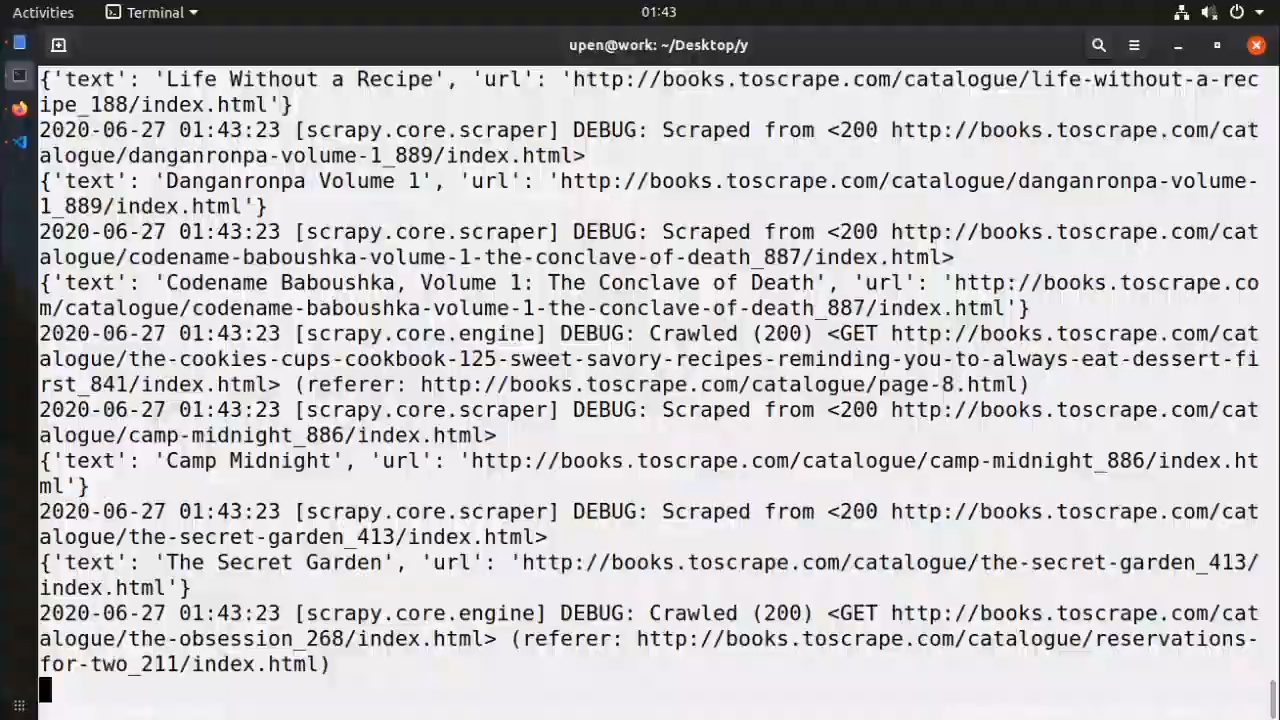 Activities
Terminal
01:43
upen@work: ~/Desktop/y
{'text': 'Life Without a Recipe', 'url': 'http://books.toscrape.com/catalogue/life-without-a-rec
ipe_188/index.html'}
2020-06-27 01:43:23 [scrapy.core.scraper] DEBUG: Scraped from <200 http://books.toscrape.com/cat
alogue/danganronpa-volume-1_889/index.html>
{'text': 'Danganronpa Volume 1', 'url': 'http://books.toscrape.com/catalogue/danganronpa-volume-
1_889/index.html'}
2020-06-27 01:43:23 [scrapy.core.scraper] DEBUG: Scraped from <200 http://books.toscrape.com/cat
alogue/codename-baboushka-volume-1-the-conclave-of-death_887/index.html>
{'text': 'Codename Baboushka, Volume 1: The Conclave of Death', 'url': 'http://books.toscrape.co
m/catalogue/codename-baboushka-volume-1-the-conclave-of-death_887/index.html'}
2020-06-27 01:43:23 [scrapy.core.engine] DEBUG: Crawled (200) <GET http://books.toscrape.com/cat
alogue/the-cookies-cups-cookbook-125-sweet-savory-recipes-reminding-you-to-always-eat-dessert-fi
rst_841/index.html> (referer: http://books.toscrape.com/catalogue/page-8.html)
2020-06-27 01:43:23 [scrapy.core.scraper] DEBUG: Scraped from <200 http://books.toscrape.com/cat
alogue/camp-midnight_886/index.html>
{'text': 'Camp Midnight', 'url': 'http://books.toscrape.com/catalogue/camp-midnight_886/index.ht
ml'}
2020-06-27 01:43:23 [scrapy.core.scraper] DEBUG: Scraped from <200 http://books.toscrape.com/cat
alogue/the-secret-garden_413/index.html>
{'text': 'The Secret Garden', 'url': 'http://books.toscrape.com/catalogue/the-secret-garden_413/
index.html'}
2020-06-27 01:43:23 [scrapy.core.engine] DEBUG: Crawled (200) <GET http://books.toscrape.com/cat
alogue/the-obsession_268/index.html> (referer: http://books.toscrape.com/catalogue/reservations-
for-two_211/index.html)